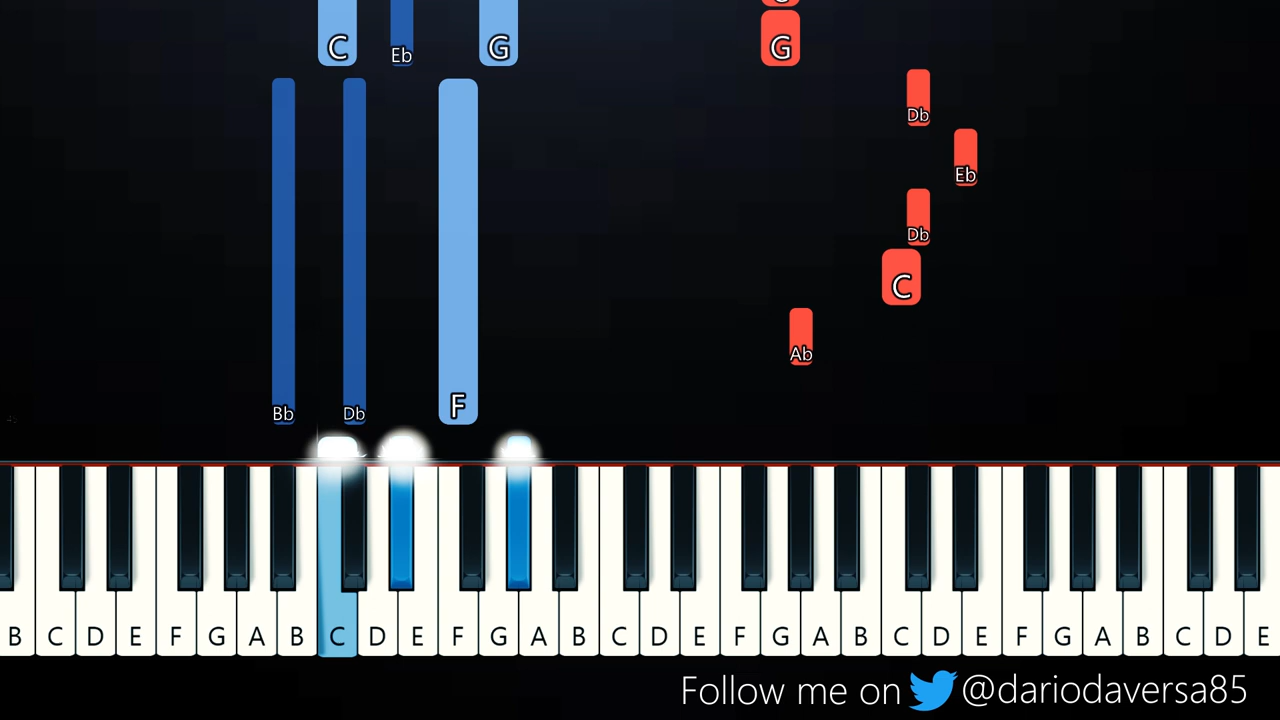 C Eb G G
Db
Eb
Db
C
Ab
Bb Db F
B C D E F G A B C D E F G A B C D E F G A B C D E F G A B C D E
Follow me on @dariodaversa85